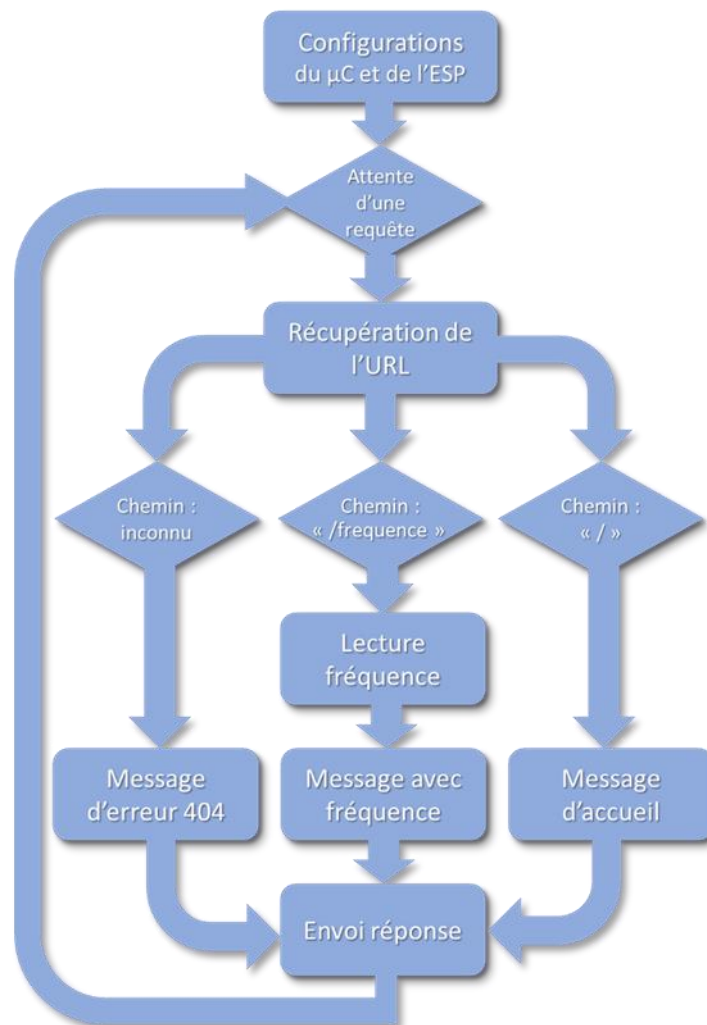 Configurations
du µC et de l'ESP
Attente
d'une
requête
Récupération de
l'URL
Chemin :
inconnu
Chemin :
« /frequence »
Chemin :
« / »
Lecture
fréquence
Message
d'erreur 404
Message avec
fréquence
Message
d'accueil
Envoi réponse